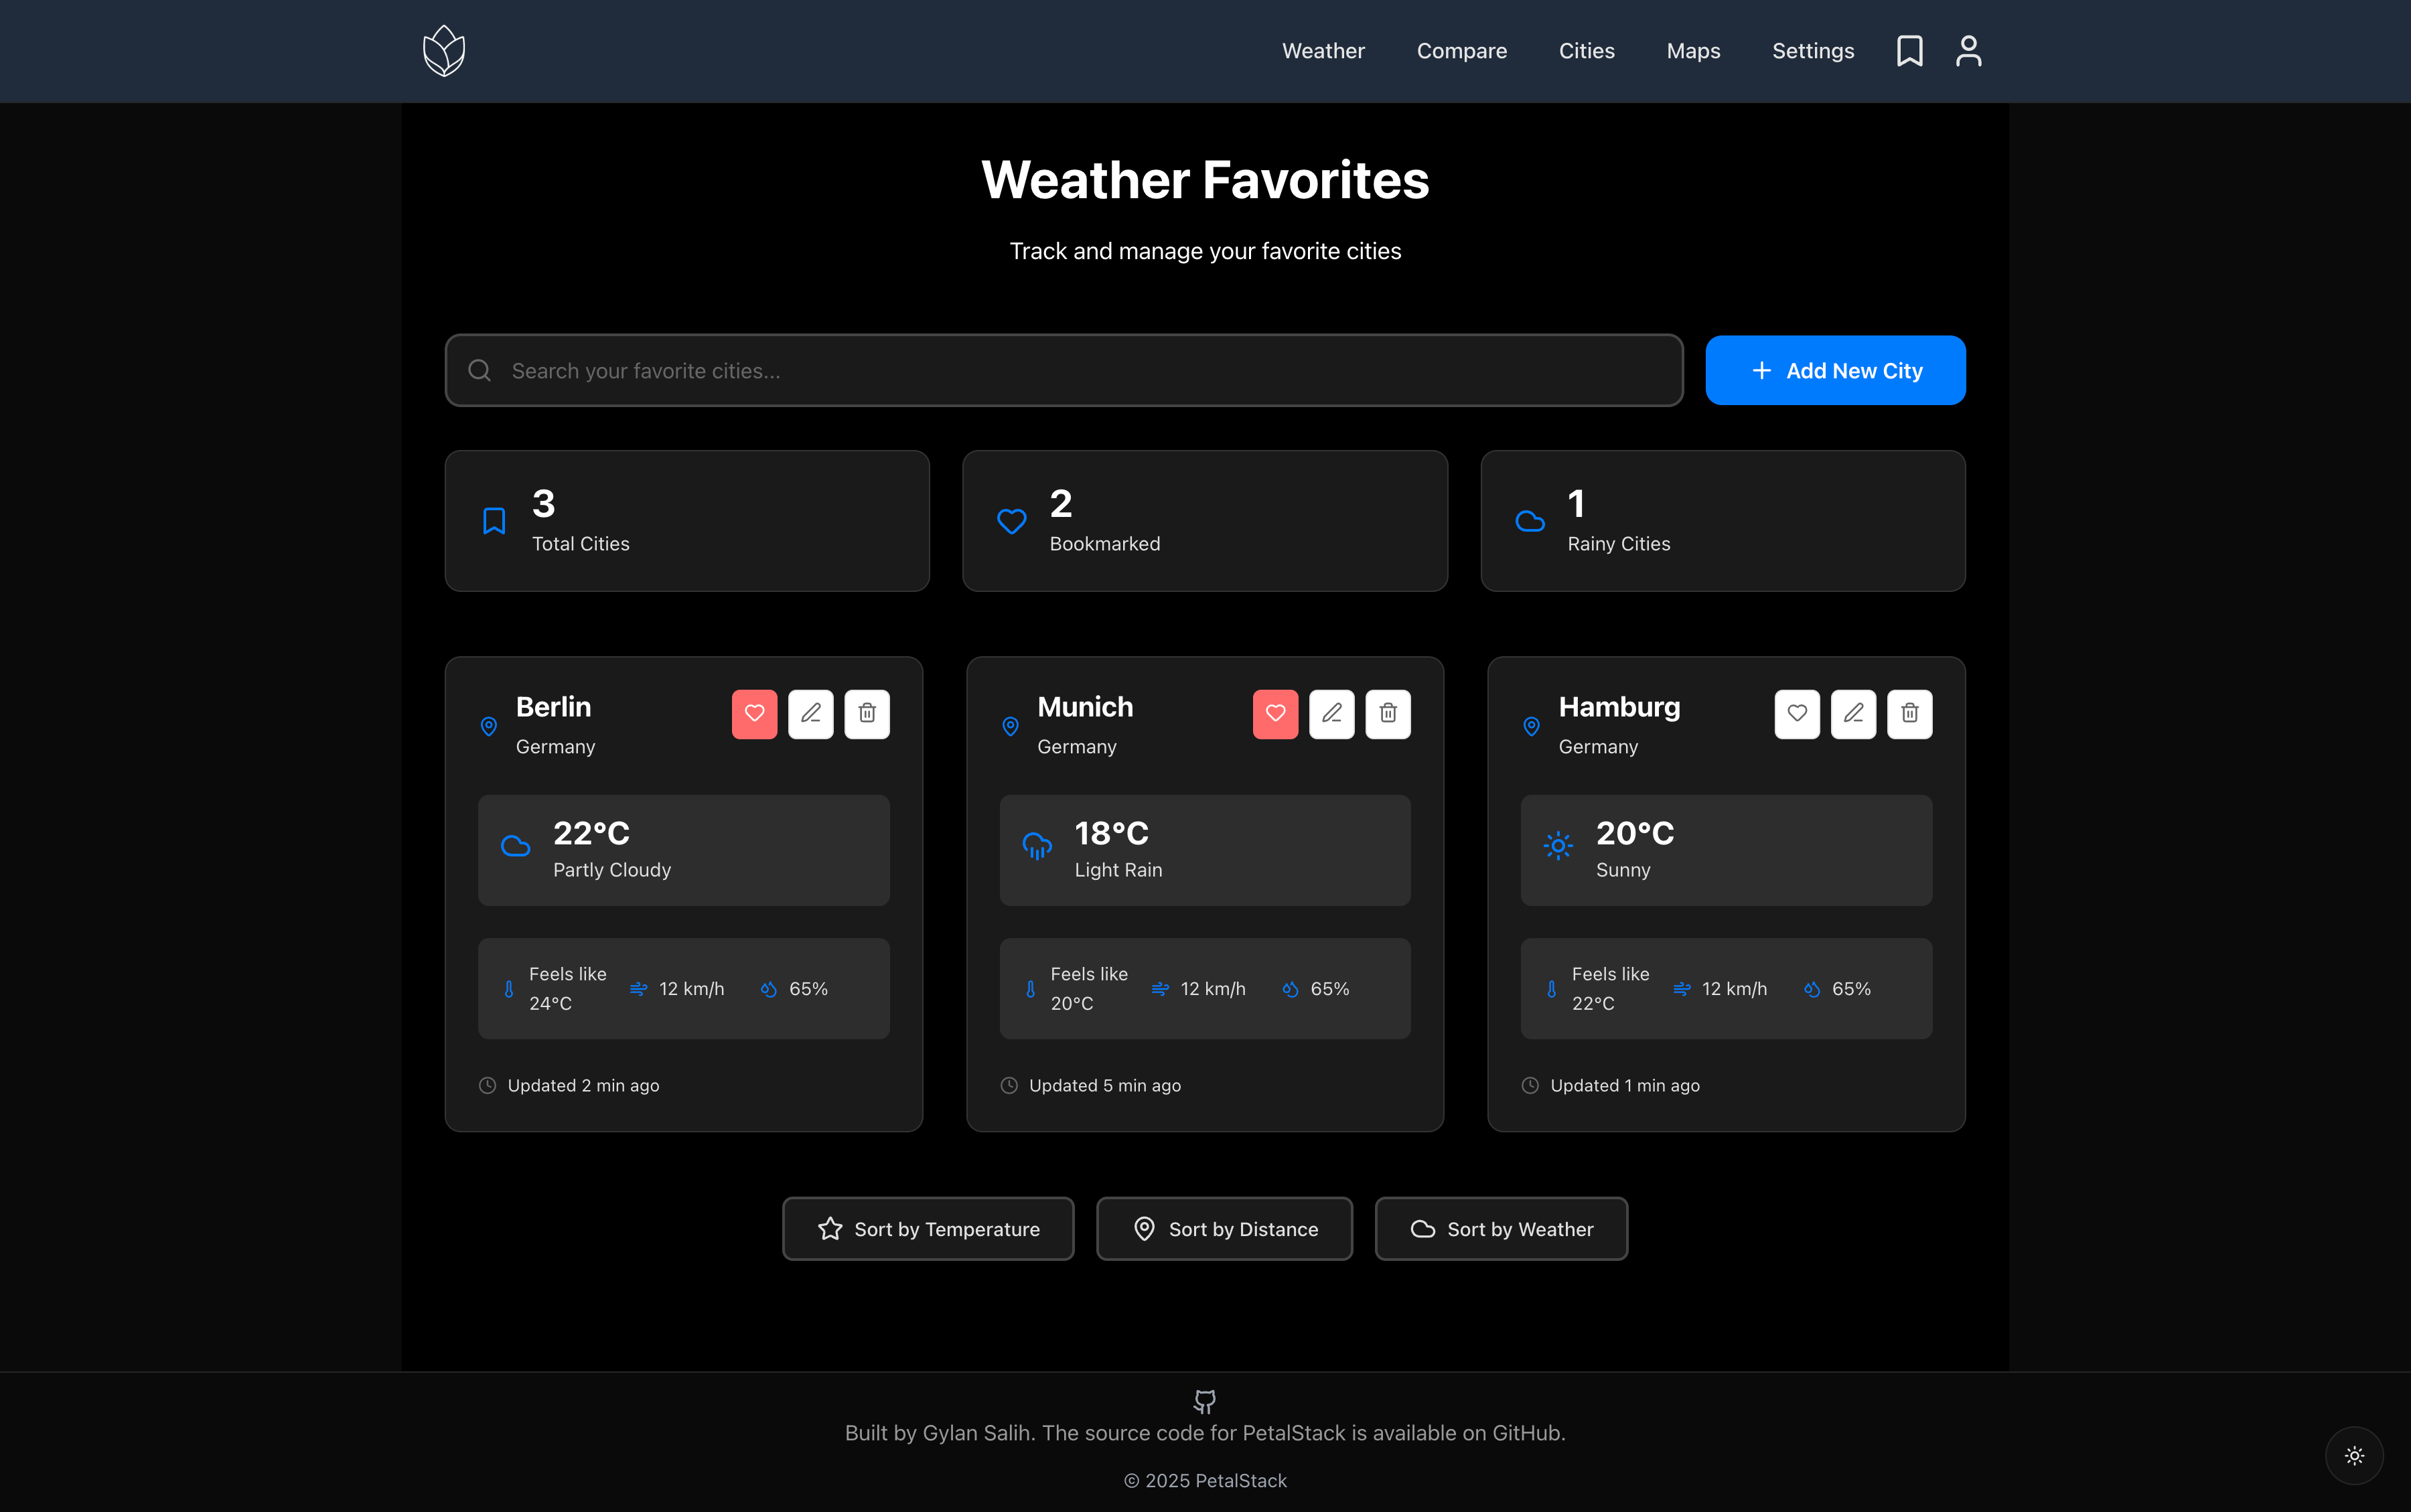 Weather Compare Cities Maps Settings
Weather Favorites
Track and manage your favorite cities
Search your favorite cities...
Add New City
3
Total Cities
2
Bookmarked
1
Rainy Cities
Berlin
Germany
22°C
Partly Cloudy
Feels like
24°C
12 km/h
65%
Updated 2 min ago
Munich
Germany
18°C
Light Rain
Feels like
20°C
12 km/h
65%
Updated 5 min ago
Hamburg
Germany
20°C
Sunny
Feels like
22°C
12 km/h
65%
Updated 1 min ago
Sort by Temperature
Sort by Distance
Sort by Weather
Built by Gylan Salih. The source code for PetalStack is available on GitHub.
© 2025 PetalStack